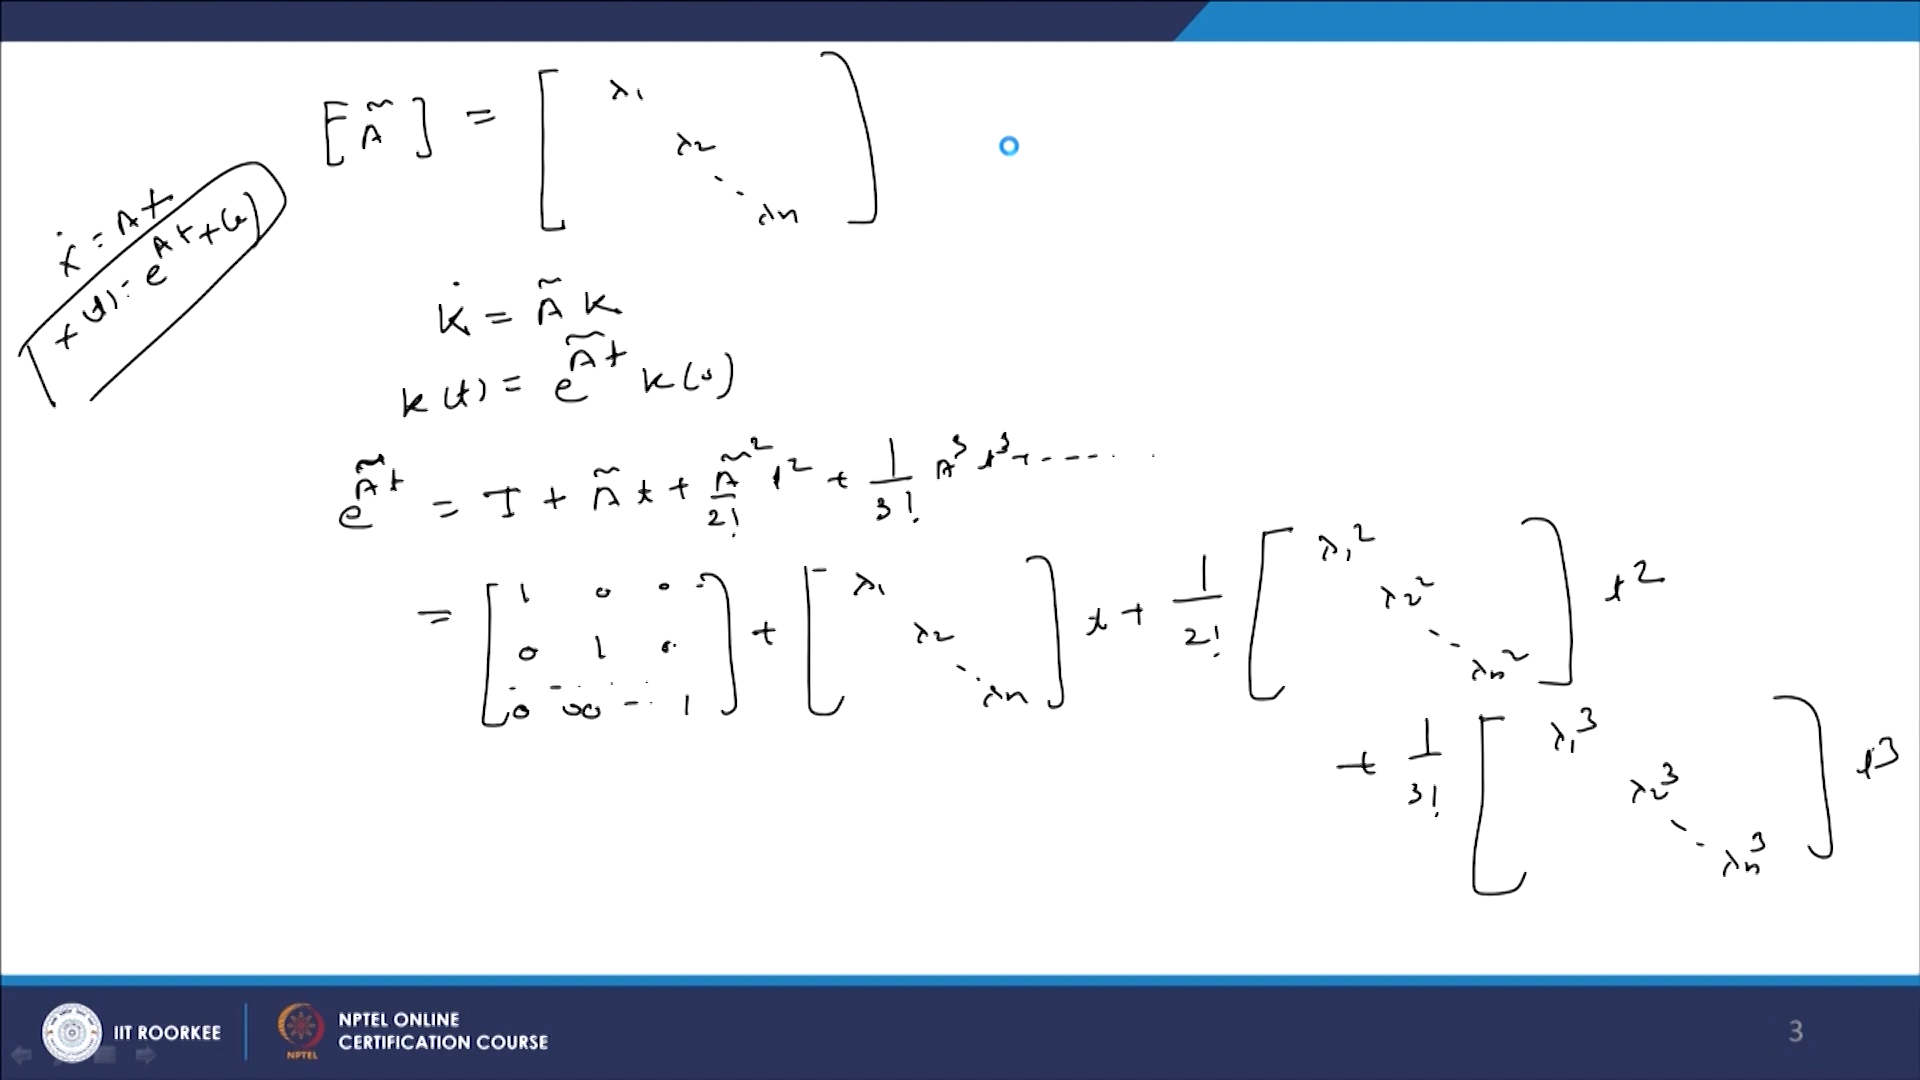 [Ã] = [λ₁ λ₂ ⋱ λn]
ẋ = Ax
x(t) = e^{At} x(0)
k̇ = Ã k
k(t) = e^{Ãt} k(0)
e^{Ãt} = I + Ã t + Ã²/2! t² + 1/3! A³ t³ + - - - - . . .
= [1 0 0 .. ; 0 1 0 ; 0 0 0 - .. 1] + [λ₁ λ₂ ⋱ λn] t + 1/2! [λ₁² λ₂² ⋱ λn²] t²
+ 1/3! [λ₁³ λ₂³ ⋱ λn³] t³
IIT ROORKEE
NPTEL
NPTEL ONLINE
CERTIFICATION COURSE
3